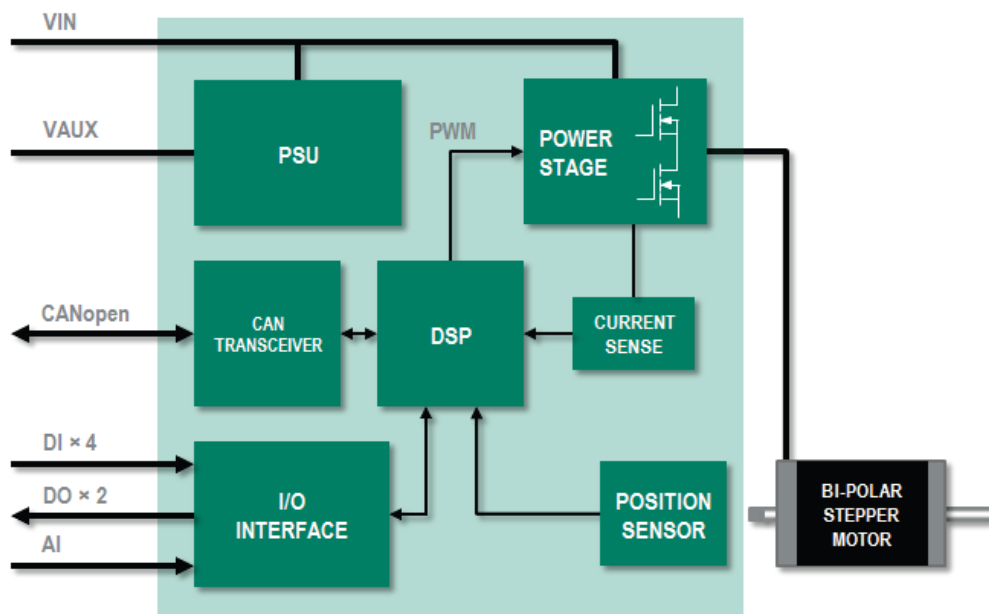 VIN
VAUX
PSU
PWM
POWER
STAGE
CANopen
CAN
TRANSCEIVER
DSP
CURRENT
SENSE
DI × 4
DO × 2
AI
I/O
INTERFACE
POSITION
SENSOR
BI-POLAR
STEPPER
MOTOR